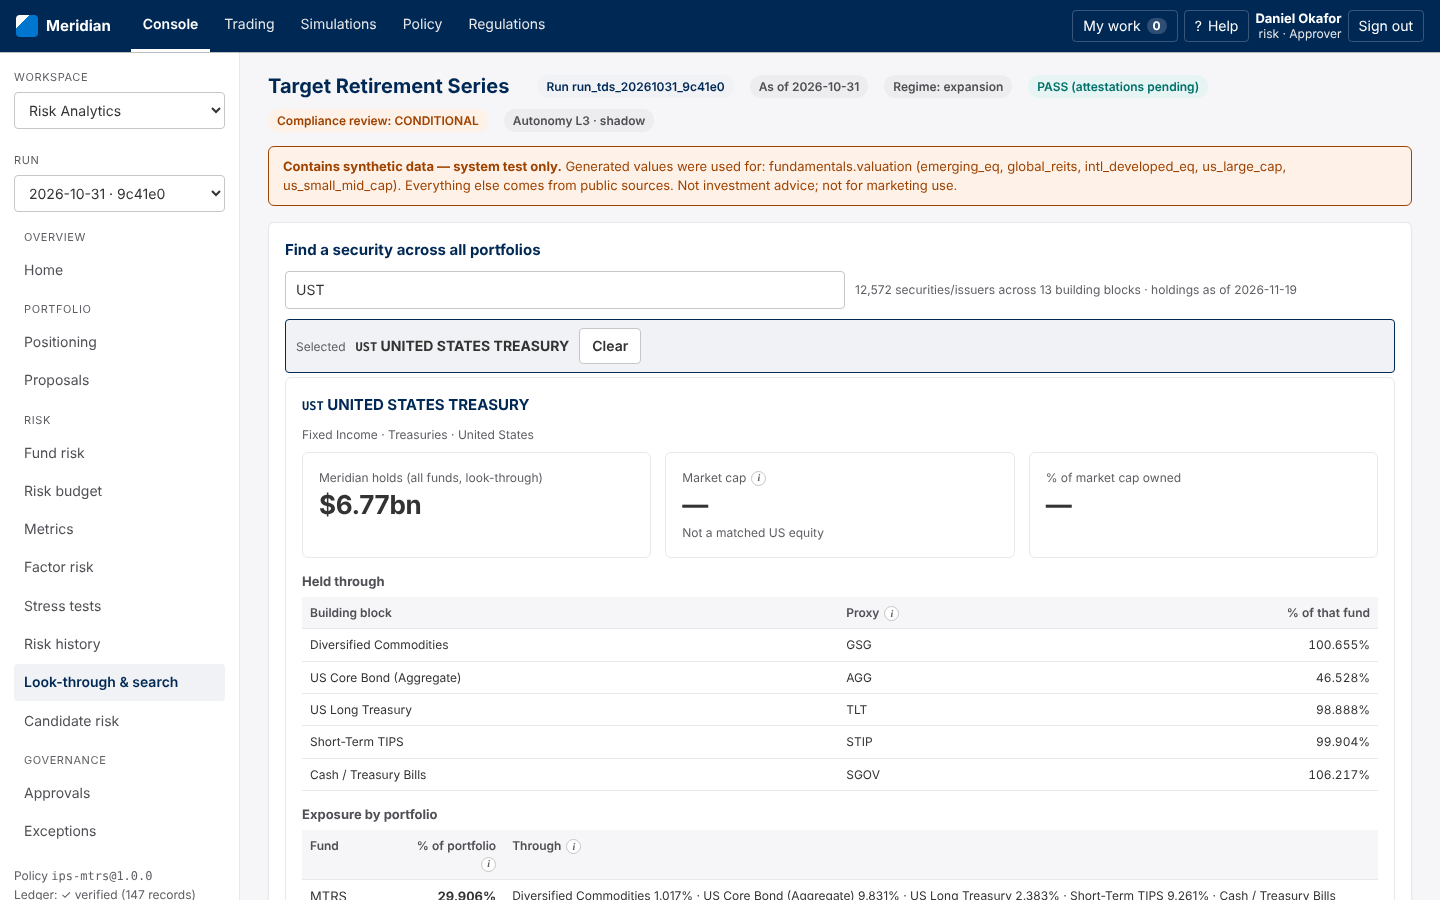 Meridian
Console
Trading
Simulations
Policy
Regulations
My work 0
? Help
Daniel Okafor
risk · Approver
Sign out
WORKSPACE
Risk Analytics
RUN
2026-10-31 · 9c41e0
OVERVIEW
Home
PORTFOLIO
Positioning
Proposals
RISK
Fund risk
Risk budget
Metrics
Factor risk
Stress tests
Risk history
Look-through & search
Candidate risk
GOVERNANCE
Approvals
Exceptions
Policy ips-mtrs@1.0.0
Ledger: ✓ verified (147 records)
Target Retirement Series
Run run_tds_20261031_9c41e0
As of 2026-10-31
Regime: expansion
PASS (attestations pending)
Compliance review: CONDITIONAL
Autonomy L3 · shadow
Contains synthetic data — system test only. Generated values were used for: fundamentals.valuation (emerging_eq, global_reits, intl_developed_eq, us_large_cap,
us_small_mid_cap). Everything else comes from public sources. Not investment advice; not for marketing use.
Find a security across all portfolios
UST
12,572 securities/issuers across 13 building blocks · holdings as of 2026-11-19
Selected UST UNITED STATES TREASURY Clear
UST UNITED STATES TREASURY
Fixed Income · Treasuries · United States
Meridian holds (all funds, look-through)
$6.77bn
Market cap i
—
Not a matched US equity
% of market cap owned
—
Held through
Building block Proxy i % of that fund
Diversified Commodities GSG 100.655%
US Core Bond (Aggregate) AGG 46.528%
US Long Treasury TLT 98.888%
Short-Term TIPS STIP 99.904%
Cash / Treasury Bills SGOV 106.217%
Exposure by portfolio
Fund % of portfolio i Through i
MTRS 29.906% Diversified Commodities 1.017% · US Core Bond (Aggregate) 9.831% · US Long Treasury 2.383% · Short-Term TIPS 9.261% · Cash / Treasury Bills